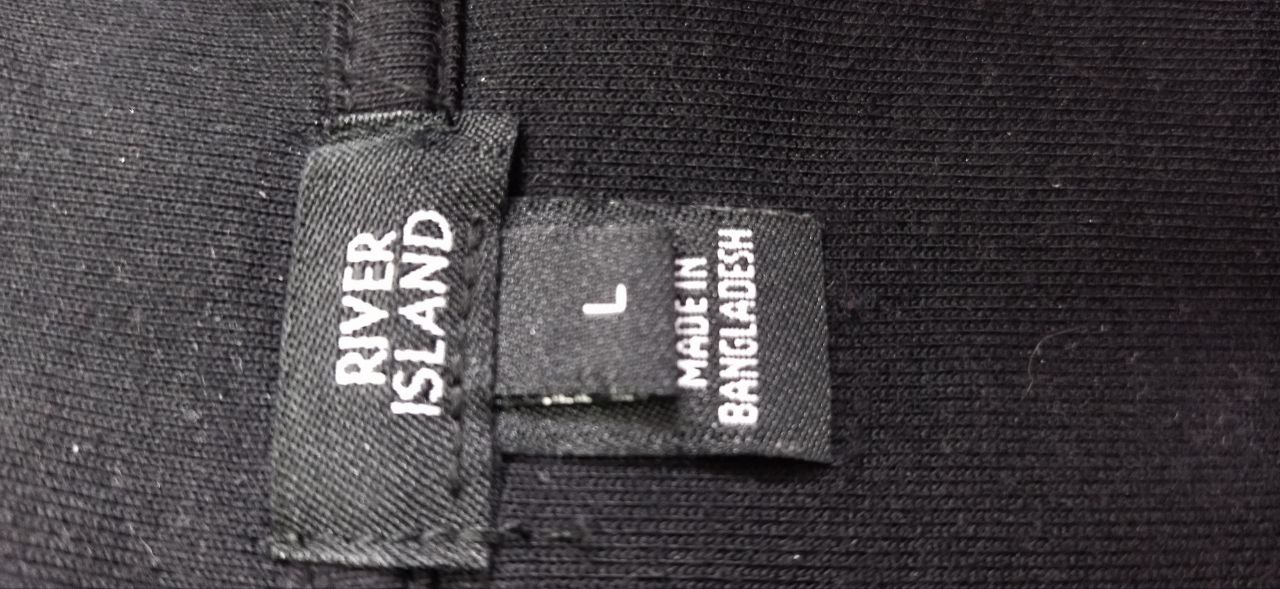 RIVER
ISLAND
L
MADE IN
BANGLADESH